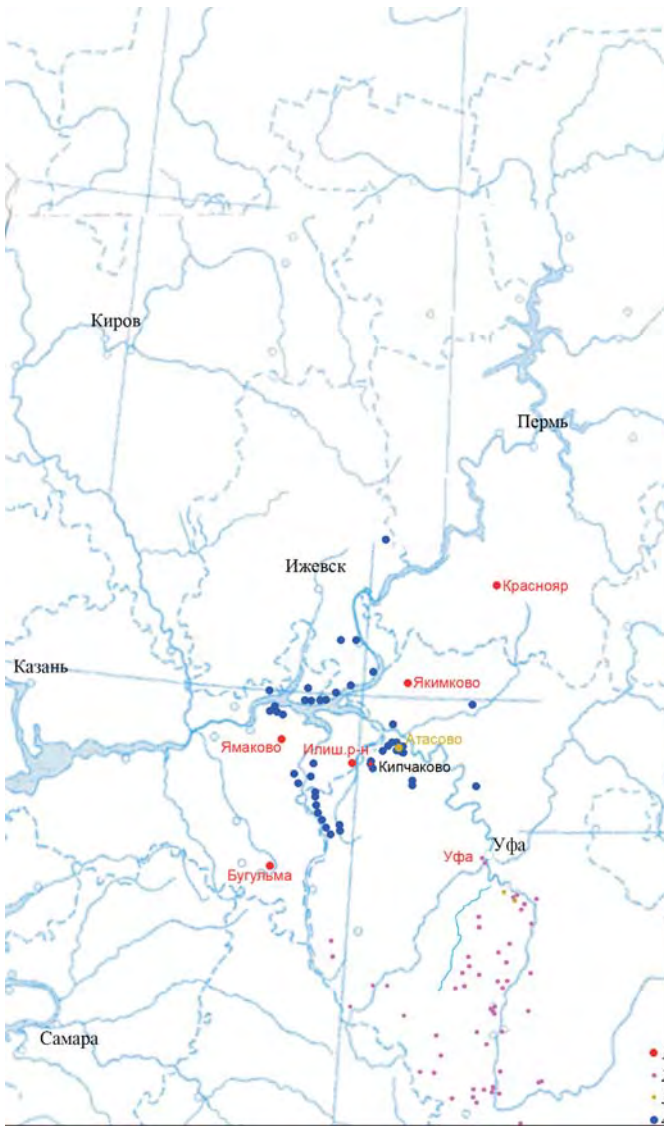 Киров
Пермь
Ижевск
Краснояр
Казань
Якимково
Ямаково
Илиш.р-н
Атасово
Кипчаково
Уфа
Уфа
Бугульма
Самара